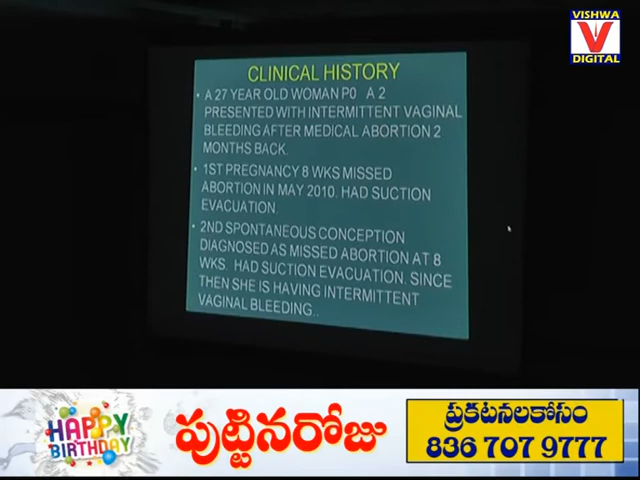 VISHWA
V
DIGITAL
CLINICAL HISTORY
• A 27 YEAR OLD WOMAN P0 A 2
PRESENTED WITH INTERMITTENT VAGINAL
BLEEDING AFTER MEDICAL ABORTION 2
MONTHS BACK.
• 1ST PREGNANCY 8 WKS MISSED
ABORTION IN MAY 2010. HAD SUCTION
EVACUATION.
• 2ND SPONTANEOUS CONCEPTION
DIAGNOSED AS MISSED ABORTION AT 8
WKS. HAD SUCTION EVACUATION. SINCE
THEN SHE IS HAVING INTERMITTENT
VAGINAL BLEEDING..
HAPPY
BIRTHDAY
పుట్టినరోజు
ప్రకటనలకోసం
836 707 9777